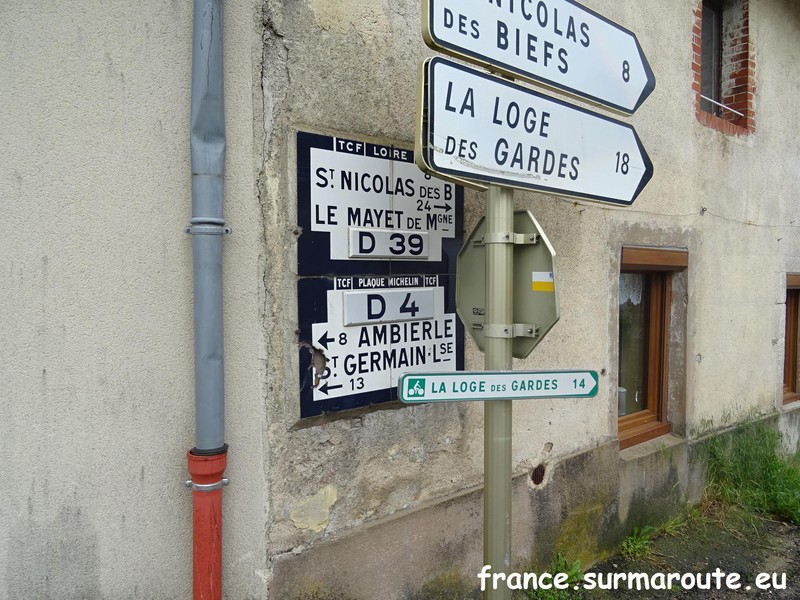 NICOLAS
DES BIEFS 8
LA LOGE
DES GARDES 18
TCF LOIRE
8
ST NICOLAS DES B
24
LE MAYET DE MGNE
D 39
TCF PLAQUE MICHELIN TCF
D 4
8 AMBIERLE
ST GERMAIN-LSE
13
LA LOGE DES GARDES 14
france.surmaroute.eu